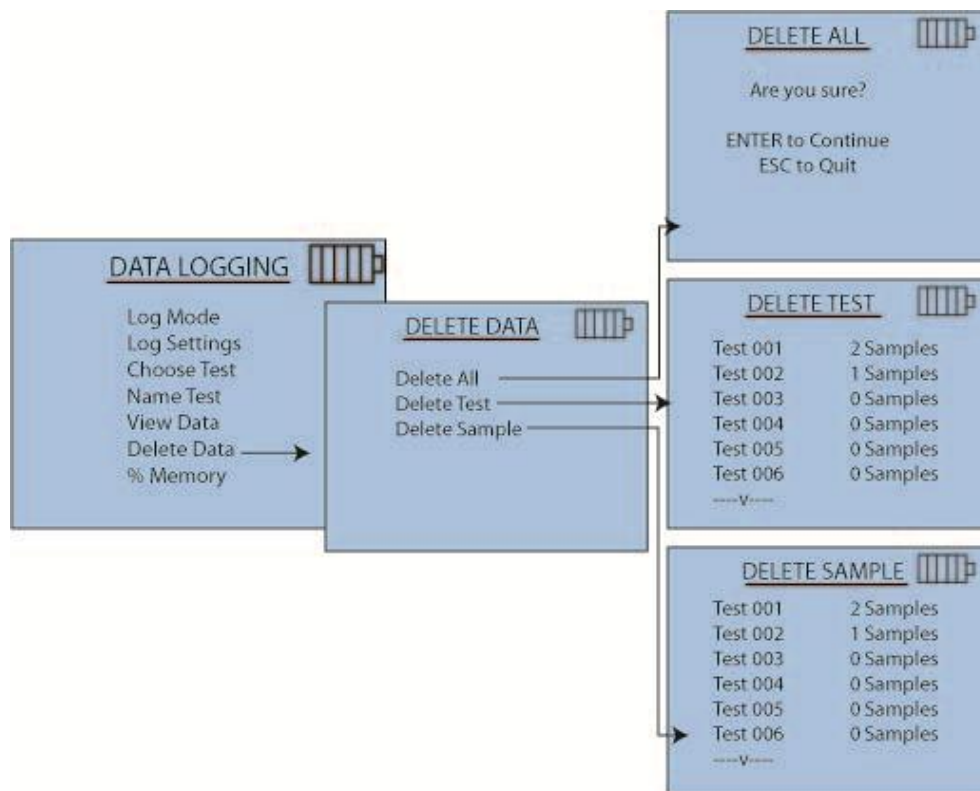 DATA LOGGING
Log Mode
Log Settings
Choose Test
Name Test
View Data
Delete Data
% Memory
DELETE DATA
Delete All
Delete Test
Delete Sample
DELETE ALL
Are you sure?
ENTER to Continue
ESC to Quit
DELETE TEST
Test 001 2 Samples
Test 002 1 Samples
Test 003 0 Samples
Test 004 0 Samples
Test 005 0 Samples
Test 006 0 Samples
----v----
DELETE SAMPLE
Test 001 2 Samples
Test 002 1 Samples
Test 003 0 Samples
Test 004 0 Samples
Test 005 0 Samples
Test 006 0 Samples
----v----